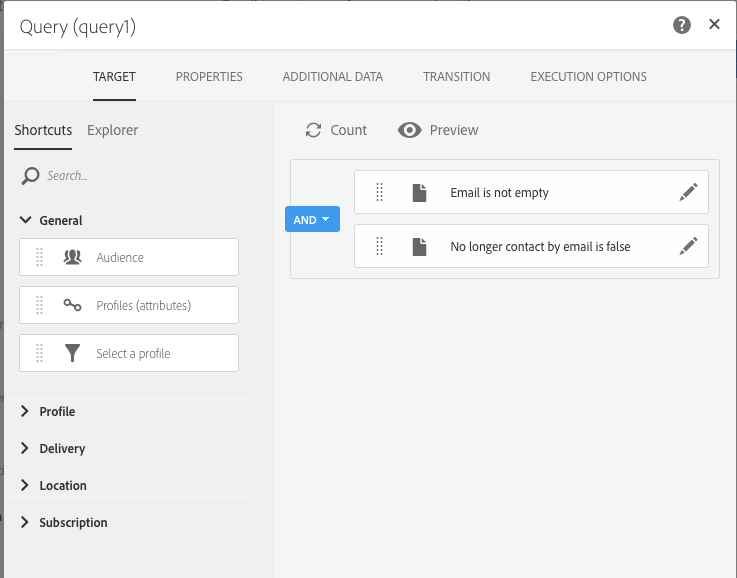 Query (query1)
TARGET PROPERTIES ADDITIONAL DATA TRANSITION EXECUTION OPTIONS
Shortcuts Explorer
Search...
General
Audience
Profiles (attributes)
Select a profile
Profile
Delivery
Location
Subscription
Count Preview
AND
Email is not empty
No longer contact by email is false